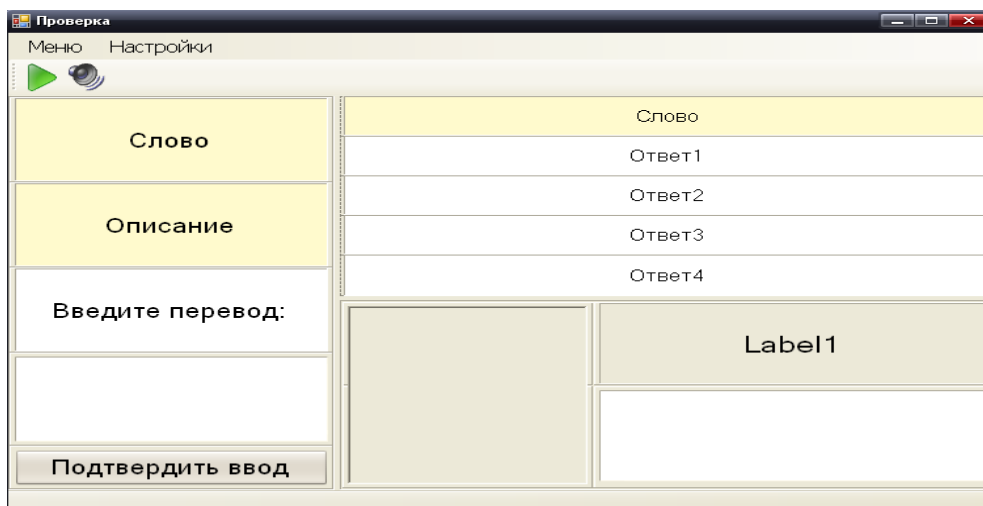 Проверка
Меню Настройки
Слово
Описание
Введите перевод:
Подтвердить ввод
Слово
Ответ1
Ответ2
Ответ3
Ответ4
Label1